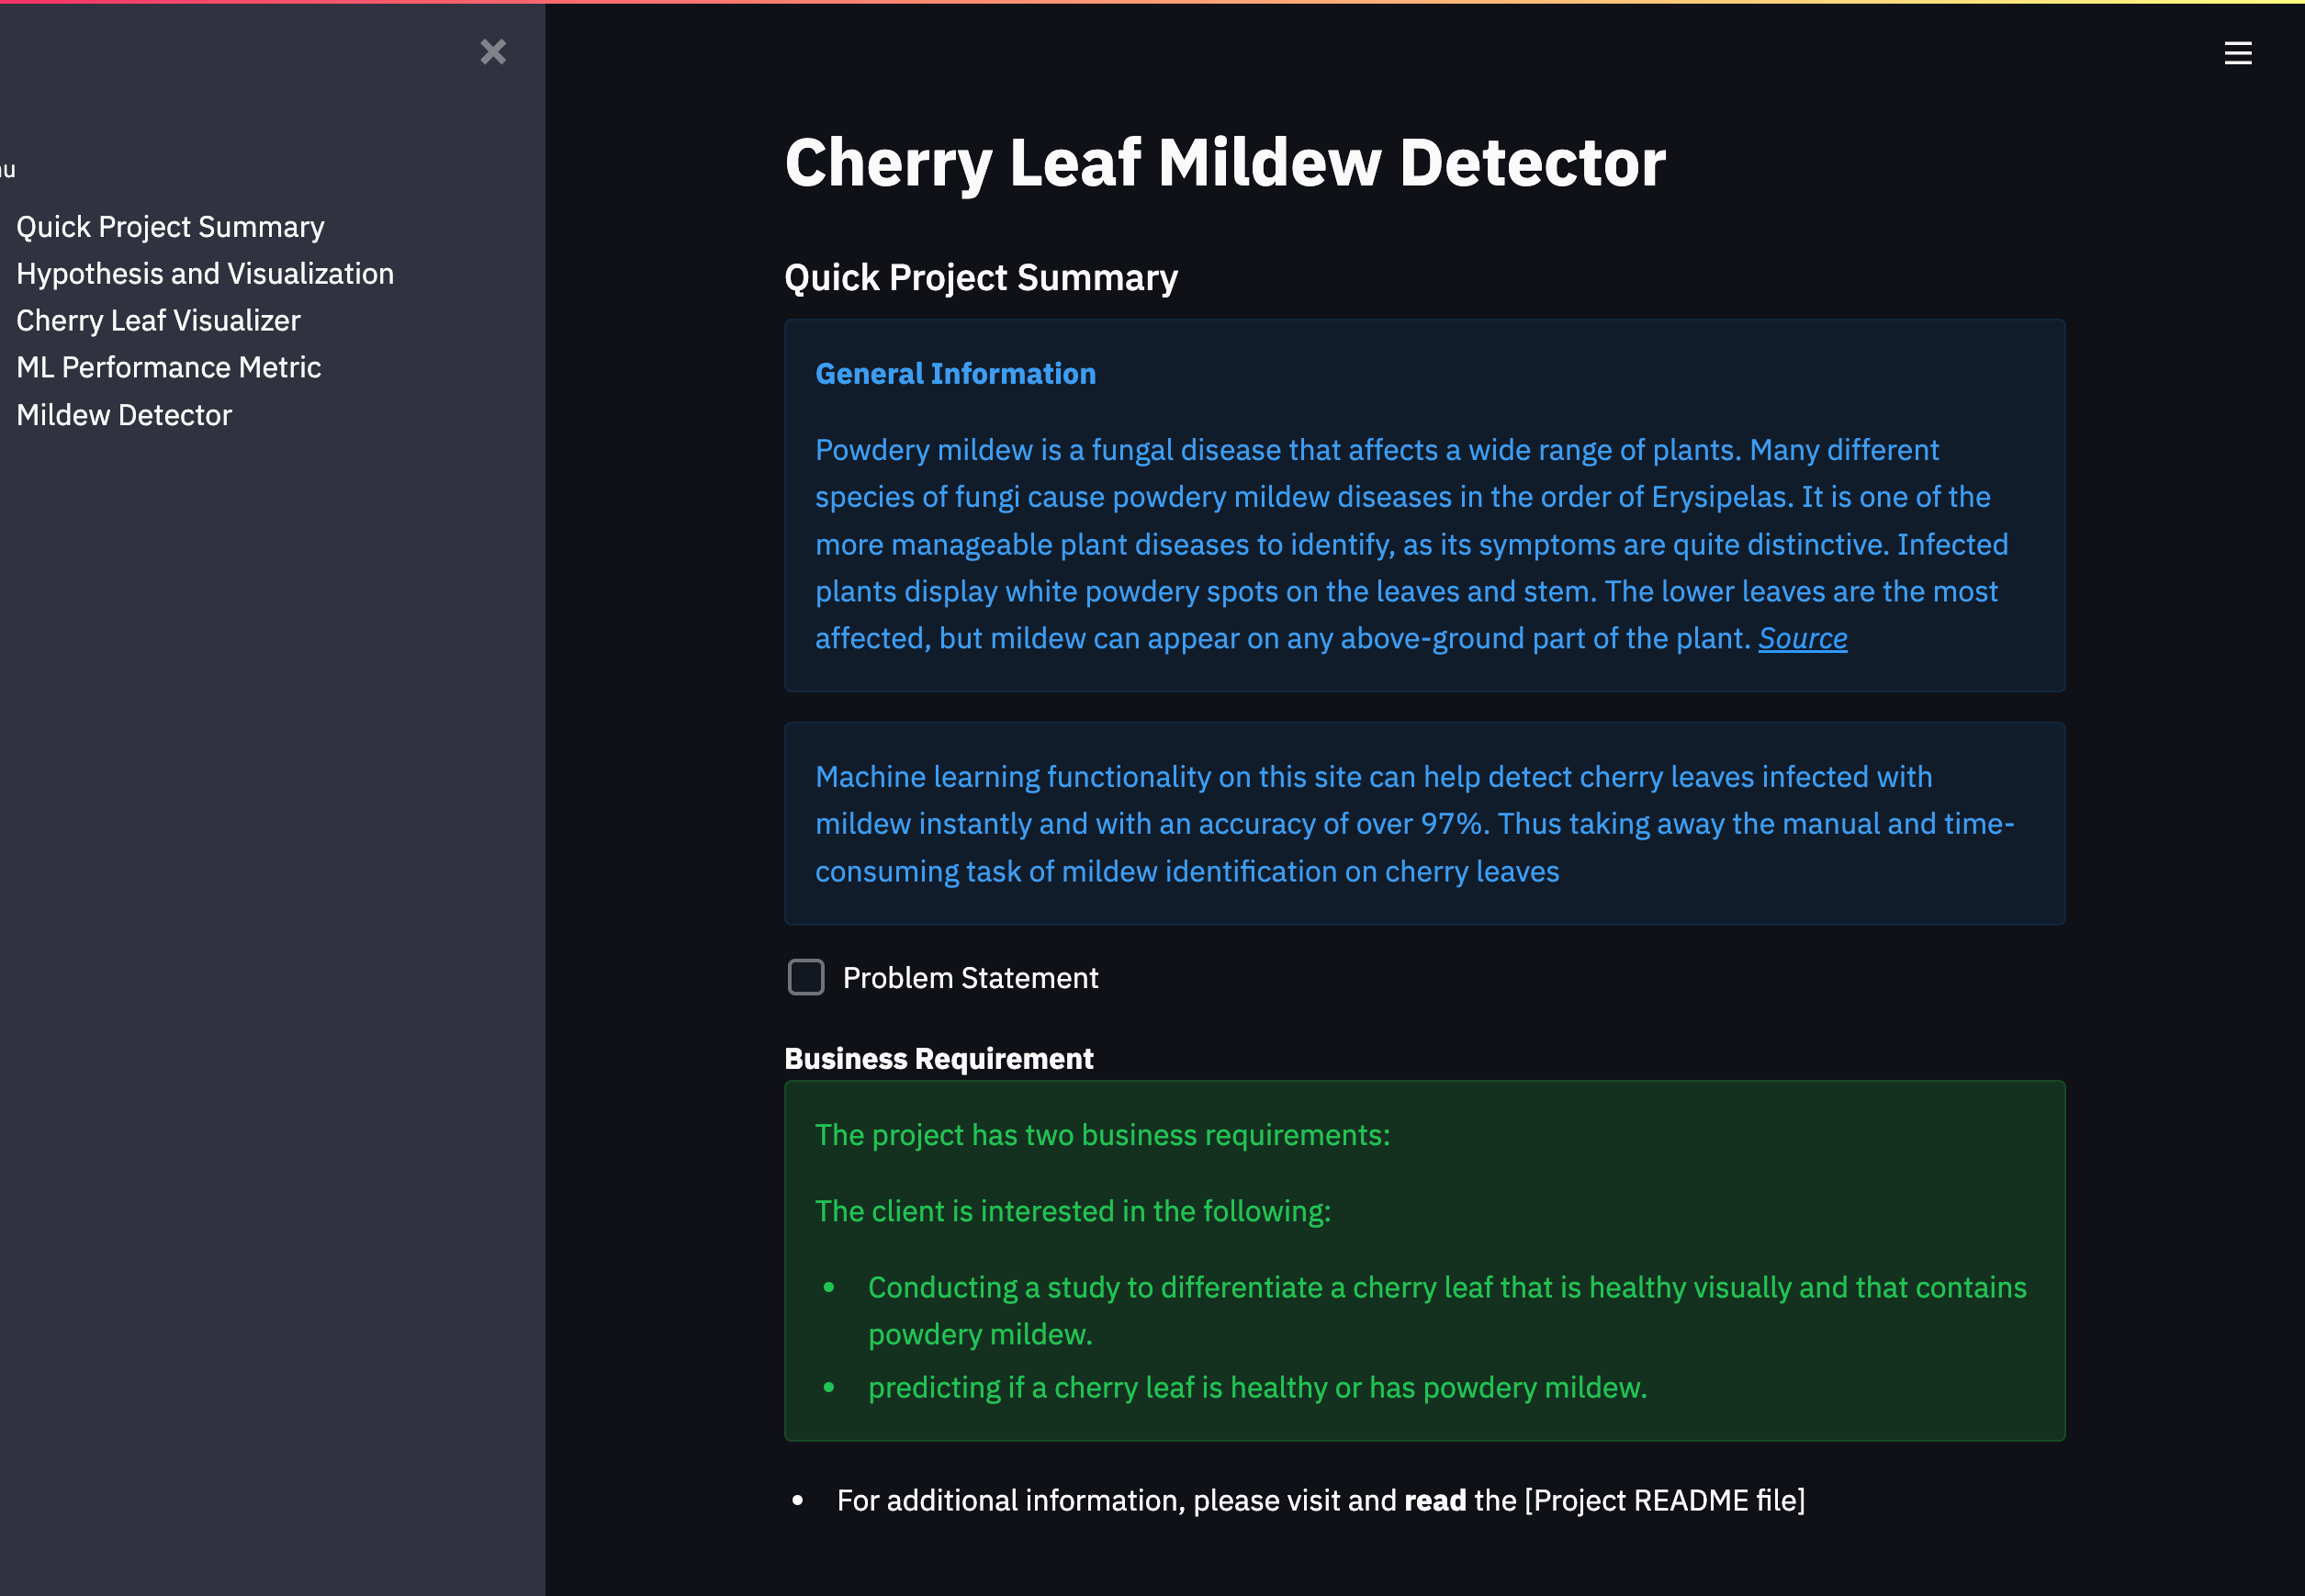 nu
Quick Project Summary
Hypothesis and Visualization
Cherry Leaf Visualizer
ML Performance Metric
Mildew Detector
Cherry Leaf Mildew Detector
Quick Project Summary
General Information
Powdery mildew is a fungal disease that affects a wide range of plants. Many different
species of fungi cause powdery mildew diseases in the order of Erysipelas. It is one of the
more manageable plant diseases to identify, as its symptoms are quite distinctive. Infected
plants display white powdery spots on the leaves and stem. The lower leaves are the most
affected, but mildew can appear on any above-ground part of the plant. Source
Machine learning functionality on this site can help detect cherry leaves infected with
mildew instantly and with an accuracy of over 97%. Thus taking away the manual and time-
consuming task of mildew identification on cherry leaves
Problem Statement
Business Requirement
The project has two business requirements:
The client is interested in the following:
• Conducting a study to differentiate a cherry leaf that is healthy visually and that contains
powdery mildew.
• predicting if a cherry leaf is healthy or has powdery mildew.
• For additional information, please visit and read the [Project README file]